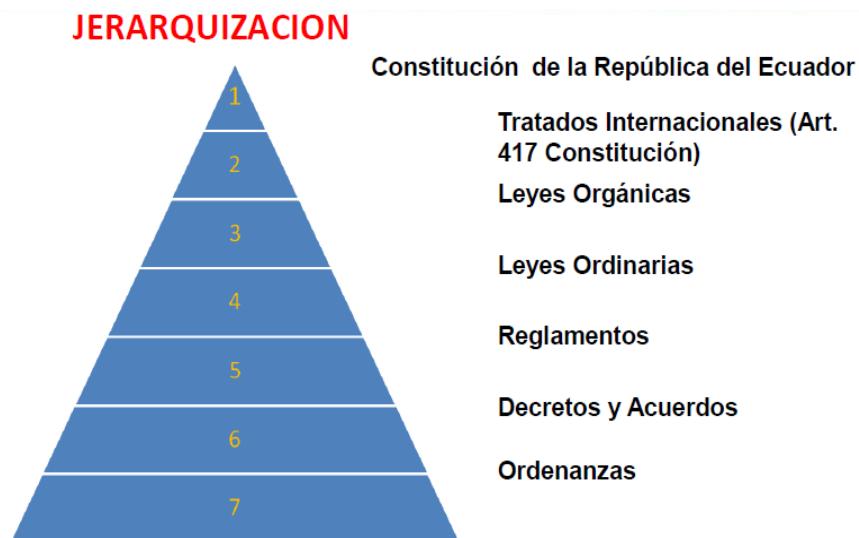 JERARQUIZACION
Constitución de la República del Ecuador
1
Tratados Internacionales (Art.
417 Constitución)
2
Leyes Orgánicas
3
Leyes Ordinarias
4
Reglamentos
5
Decretos y Acuerdos
6
Ordenanzas
7